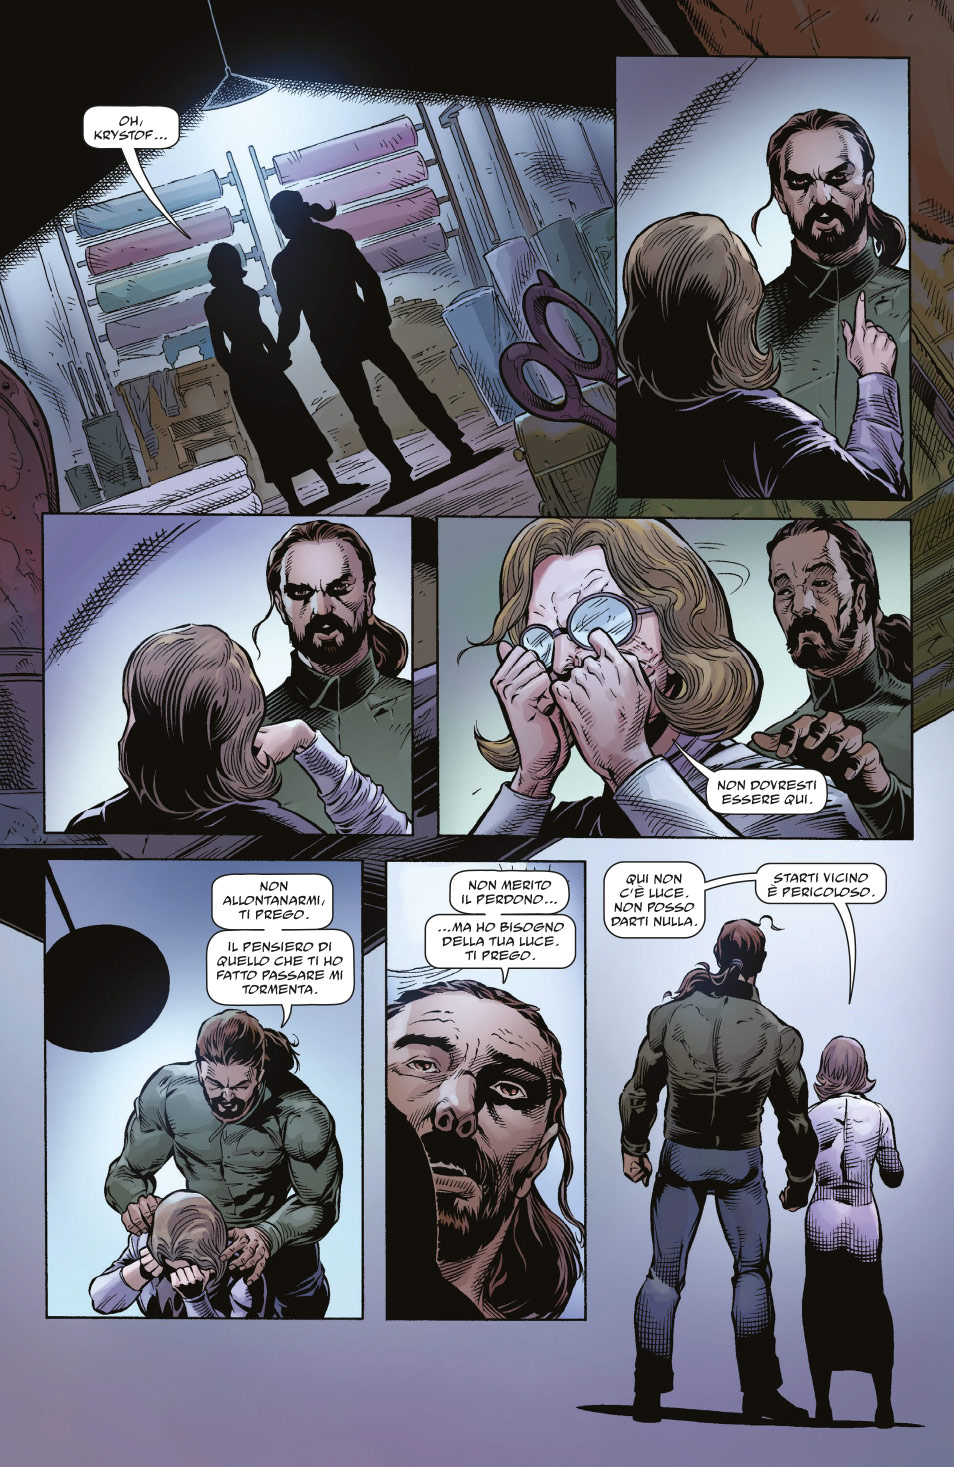 OH,
KRYSTOF...
NON DOVRESTI
ESSERE QUI.
NON
ALLONTANARMI,
TI PREGO.
IL PENSIERO DI
QUELLO CHE TI HO
FATTO PASSARE MI
TORMENTA.
NON MERITO
IL PERDONO...
...MA HO BISOGNO
DELLA TUA LUCE.
TI PREGO.
QUI NON
C'È LUCE.
NON POSSO
DARTI NULLA.
STARTI VICINO
È PERICOLOSO.